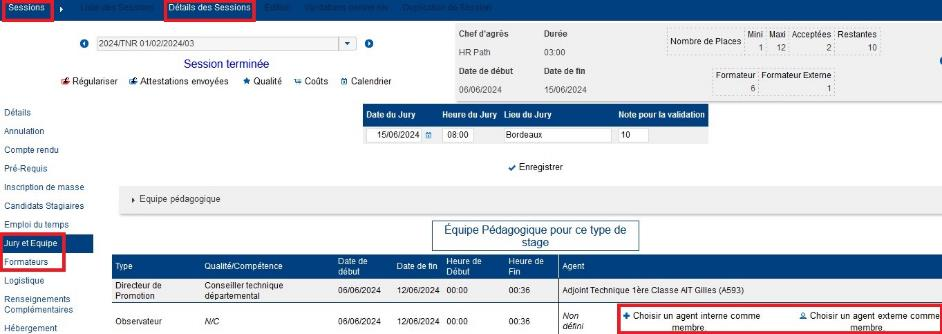 Sessions Liste des Sessions Détails des Sessions Edition Validations personne Duplication de Session
2024/TNR 01/02/2024/03
Session terminée
Régulariser Attestations envoyées Qualité Coûts Calendrier
Chef d'agrès Durée
HR Path 03:00
Date de début Date de fin
06/06/2024 15/06/2024
Nombre de Places Mini Maxi Acceptées Restantes
1 12 2 10
Formateur Formateur Externe
6 1
Date du Jury Heure du Jury Lieu du Jury Note pour la validation
15/06/2024 08:00 Bordeaux 10
Enregistrer
Détails
Annulation
Compte rendu
Pré-Requis
Inscription de masse
Candidats Stagiaires
Emploi du temps
Jury et Equipe
Formateurs
Logistique
Renseignements
Complémentaires
Hébergement
Equipe pédagogique
Équipe Pédagogique pour ce type de
stage
Type Qualité/Compétence Date de début Date de fin Heure de Début Heure de Fin Agent
Directeur de Promotion Conseiller technique départemental 06/06/2024 12/06/2024 00:00 00:36 Adjoint Technique 1ère Classe AIT Gilles (A593)
Observateur N/C 06/06/2024 12/06/2024 00:00 00:36 Non défini Choisir un agent interne comme membre. Choisir un agent externe comme membre.